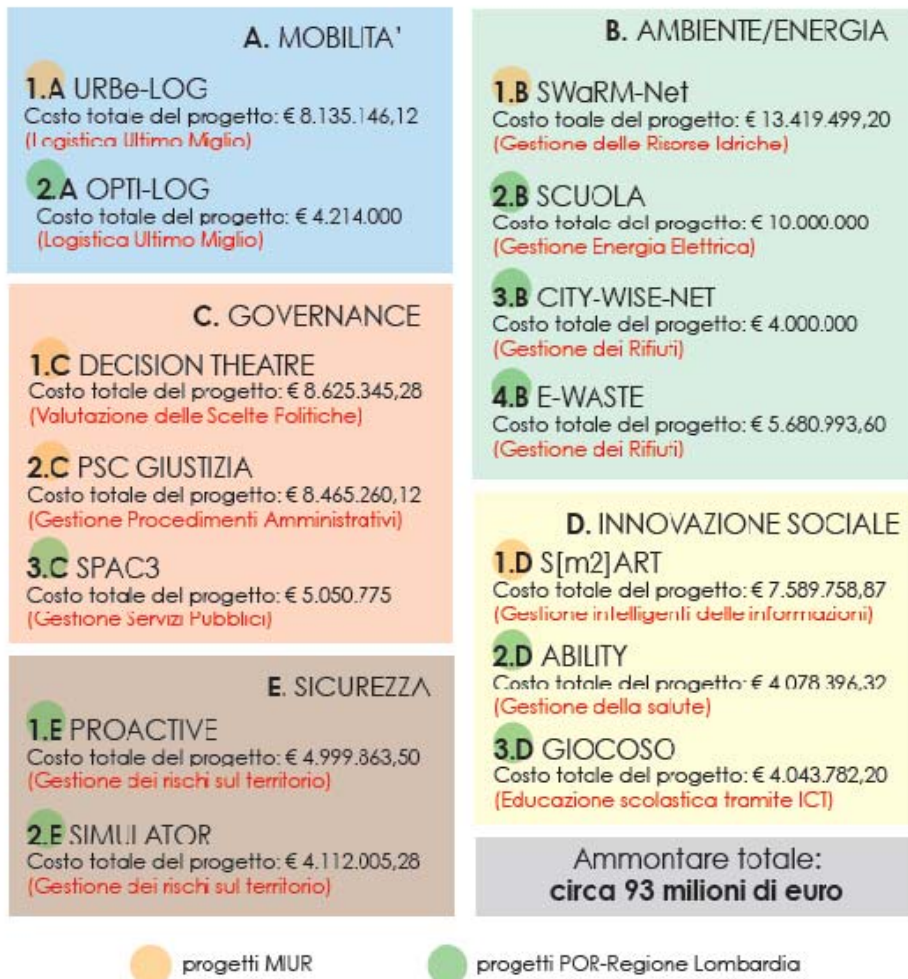 A. MOBILITA'
1.A URBe-LOG
Costo totale del progetto: € 8.135.146,12
(Logistica Ultimo Miglio)
2.A OPTI-LOG
Costo totale del progetto: € 4.214.000
(Logistica Ultimo Miglio)
B. AMBIENTE/ENERGIA
1.B SWaRM-Net
Costo toale del progetto: € 13.419.499,20
(Gestione delle Risorse Idriche)
2.B SCUOLA
Costo totale del progetto: € 10.000.000
(Gestione Energia Elettrica)
3.B CITY-WISE-NET
Costo totale del progetto: € 4.000.000
(Gestione dei Rifiuti)
4.B E-WASTE
Costo totale del progetto: € 5.680.993,60
(Gestione dei Rifiuti)
C. GOVERNANCE
1.C DECISION THEATRE
Costo totale del progetto: € 8.625.345,28
(Valutazione delle Scelte Politiche)
2.C PSC GIUSTIZIA
Costo totale del progetto: € 8.465.260,12
(Gestione Procedimenti Amministrativi)
3.C SPAC3
Costo totale del progetto: € 5.050.775
(Gestione Servizi Pubblici)
D. INNOVAZIONE SOCIALE
1.D S[m2]ART
Costo totale del progetto: € 7.589.758,87
(Gestione intelligenti delle informazioni)
2.D ABILITY
Costo totale del progetto: € 4.078.396,32
(Gestione della salute)
3.D GIOCOSO
Costo totale del progetto: € 4.043.782,20
(Educazione scolastica tramite ICT)
E. SICUREZZA
1.E PROACTIVE
Costo totale del progetto: € 4.999.863,50
(Gestione dei rischi sul territorio)
2.E SIMULATOR
Costo totale del progetto: € 4.112.005,28
(Gestione dei rischi sul territorio)
Ammontare totale:
circa 93 milioni di euro
progetti MIUR
progetti POR-Regione Lombardia